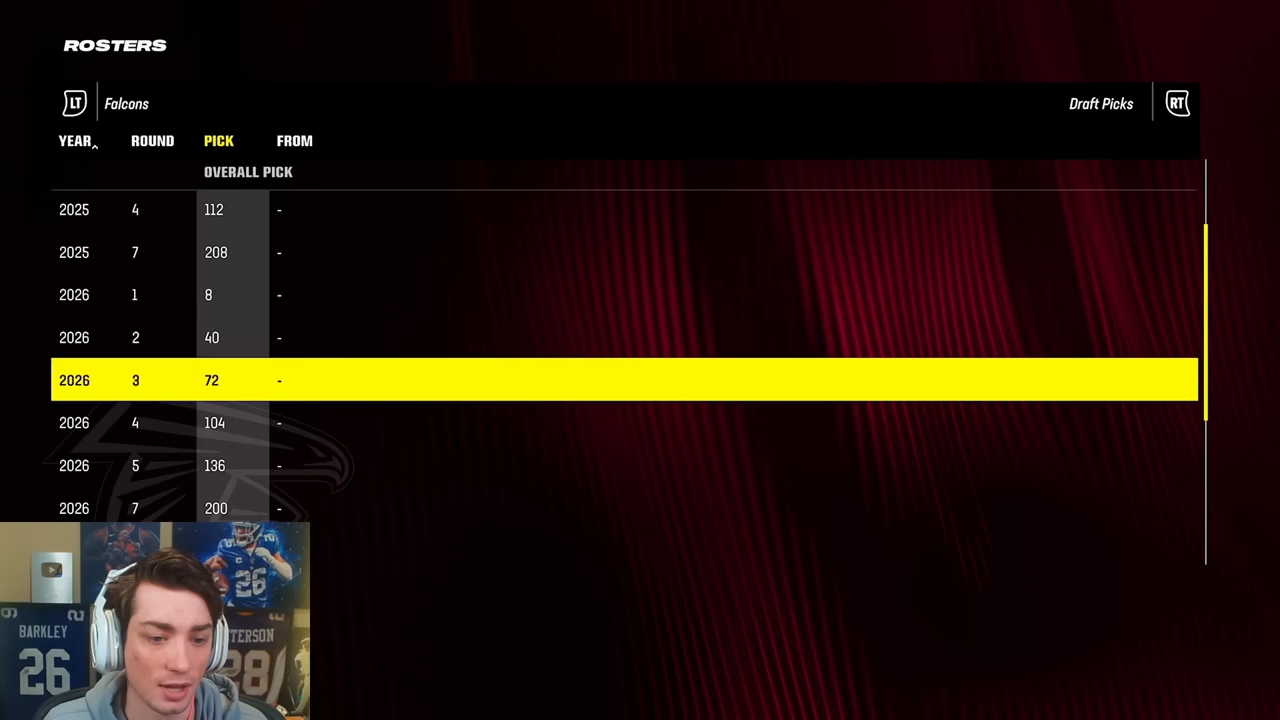 ROSTERS
LT Falcons Draft Picks RT
YEAR ROUND PICK FROM
OVERALL PICK
2025 4 112 -
2025 7 208 -
2026 1 8 -
2026 2 40 -
2026 3 72 -
2026 4 104 -
2026 5 136 -
2026 7 200 -
26
BARKLEY TERSON
26 28